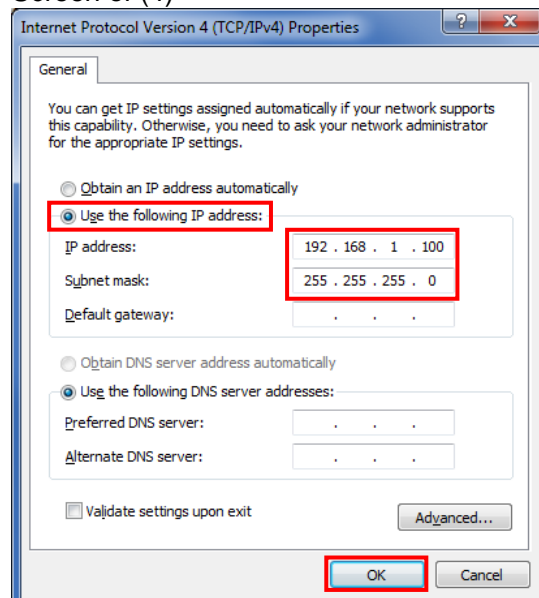 Internet Protocol Version 4 (TCP/IPv4) Properties
General
You can get IP settings assigned automatically if your network supports
this capability. Otherwise, you need to ask your network administrator
for the appropriate IP settings.
Obtain an IP address automatically
Use the following IP address:
IP address: 192 . 168 . 1 . 100
Subnet mask: 255 . 255 . 255 . 0
Default gateway: . . .
Obtain DNS server address automatically
Use the following DNS server addresses:
Preferred DNS server: . . .
Alternate DNS server: . . .
Validate settings upon exit
Advanced...
OK Cancel